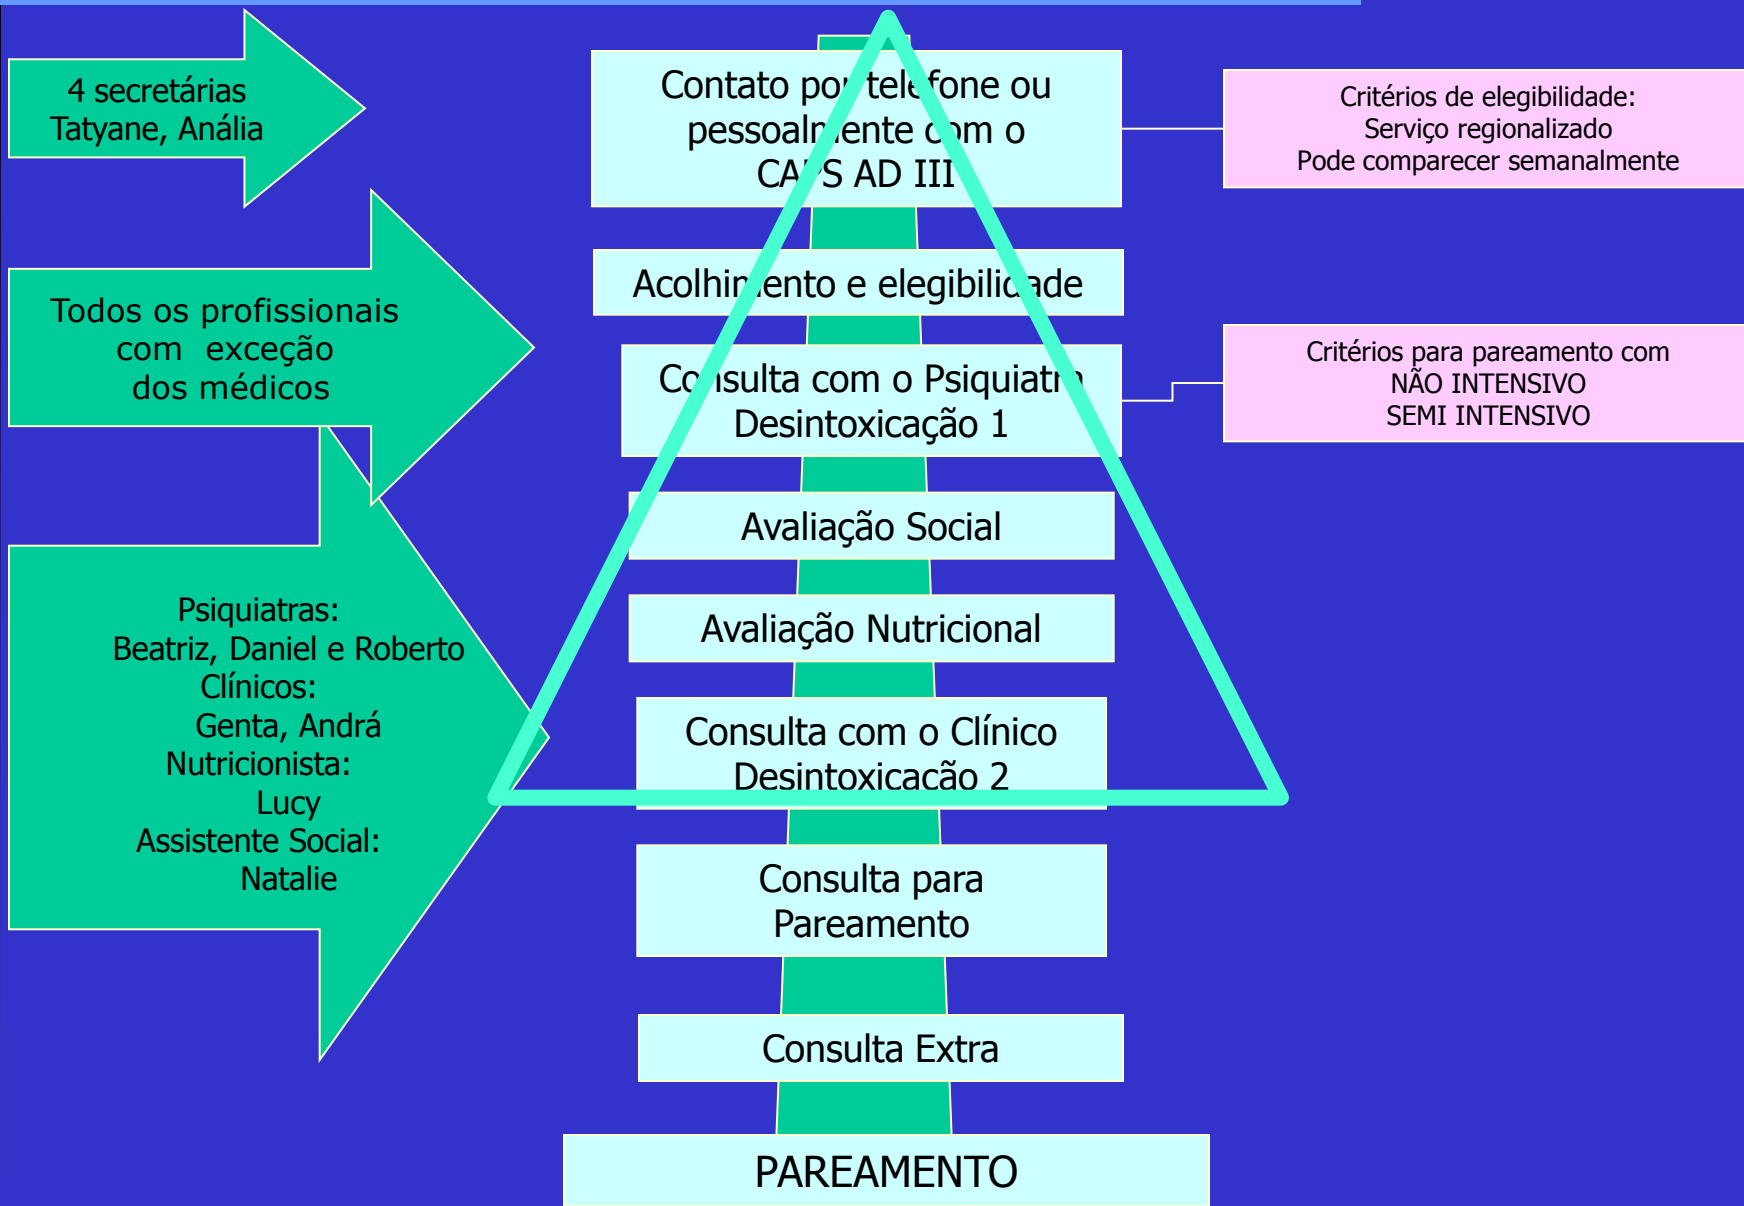 4 secretárias
Tatyane, Anália
Contato por telefone ou
pessoalmente com o
CAPS AD III
Critérios de elegibilidade:
Serviço regionalizado
Pode comparecer semanalmente
Todos os profissionais
com exceção
dos médicos
Acolhimento e elegibilidade
Consulta com o Psiquiatra
Desintoxicação 1
Critérios para pareamento com
NÃO INTENSIVO
SEMI INTENSIVO
Avaliação Social
Avaliação Nutricional
Psiquiatras:
Beatriz, Daniel e Roberto
Clínicos:
Genta, Andrá
Nutricionista:
Lucy
Assistente Social:
Natalie
Consulta com o Clínico
Desintoxicação 2
Consulta para
Pareamento
Consulta Extra
PAREAMENTO